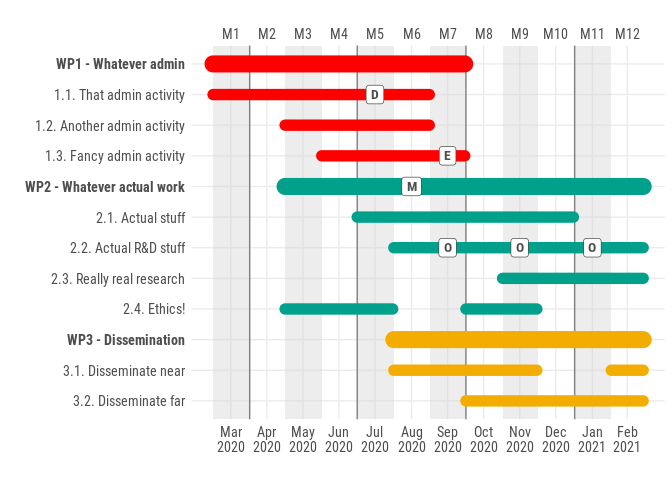 M1 M2 M3 M4 M5 M6 M7 M8 M9 M10 M11 M12
WP1 - Whatever admin
1.1. That admin activity D
1.2. Another admin activity
1.3. Fancy admin activity E
WP2 - Whatever actual work M
2.1. Actual stuff
2.2. Actual R&D stuff O O O
2.3. Really real research
2.4. Ethics!
WP3 - Dissemination
3.1. Disseminate near
3.2. Disseminate far
Mar Apr May Jun Jul Aug Sep Oct Nov Dec Jan Feb
2020 2020 2020 2020 2020 2020 2020 2020 2020 2020 2021 2021